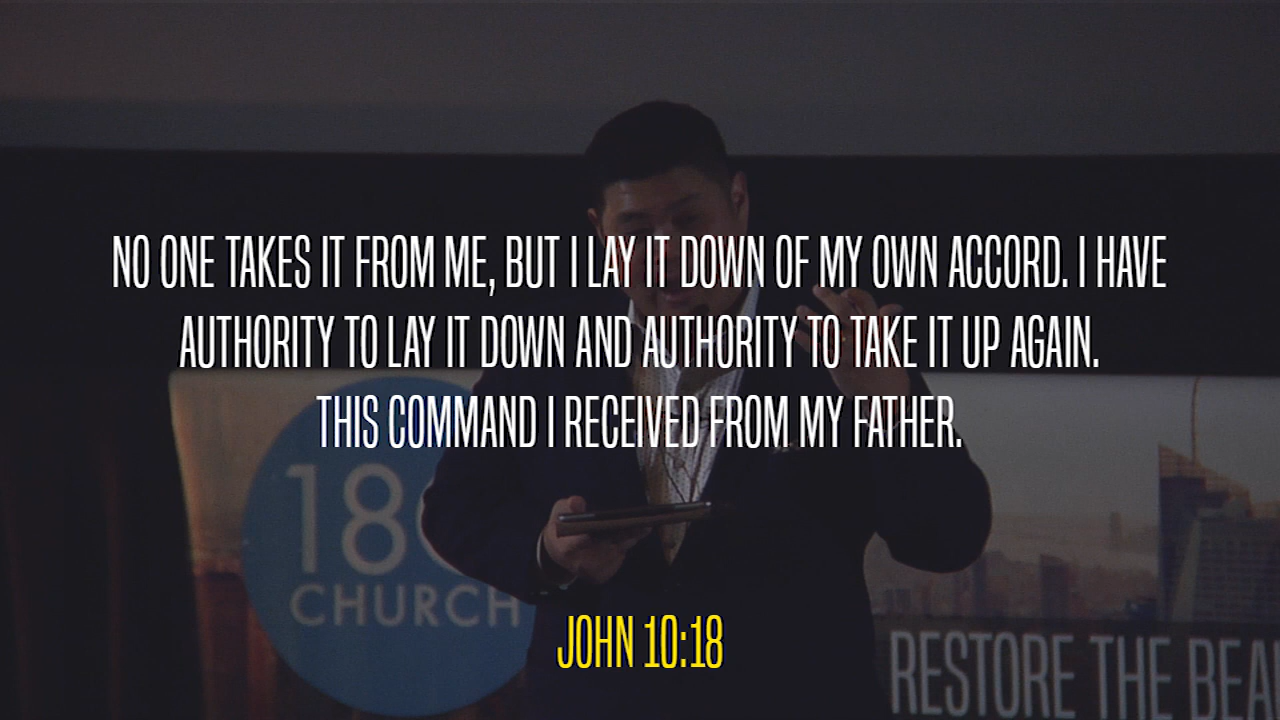 NO ONE TAKES IT FROM ME, BUT I LAY IT DOWN OF MY OWN ACCORD. I HAVE
AUTHORITY TO LAY IT DOWN AND AUTHORITY TO TAKE IT UP AGAIN.
THIS COMMAND I RECEIVED FROM MY FATHER.
18
CHURCH
JOHN 10:18
RESTORE THE